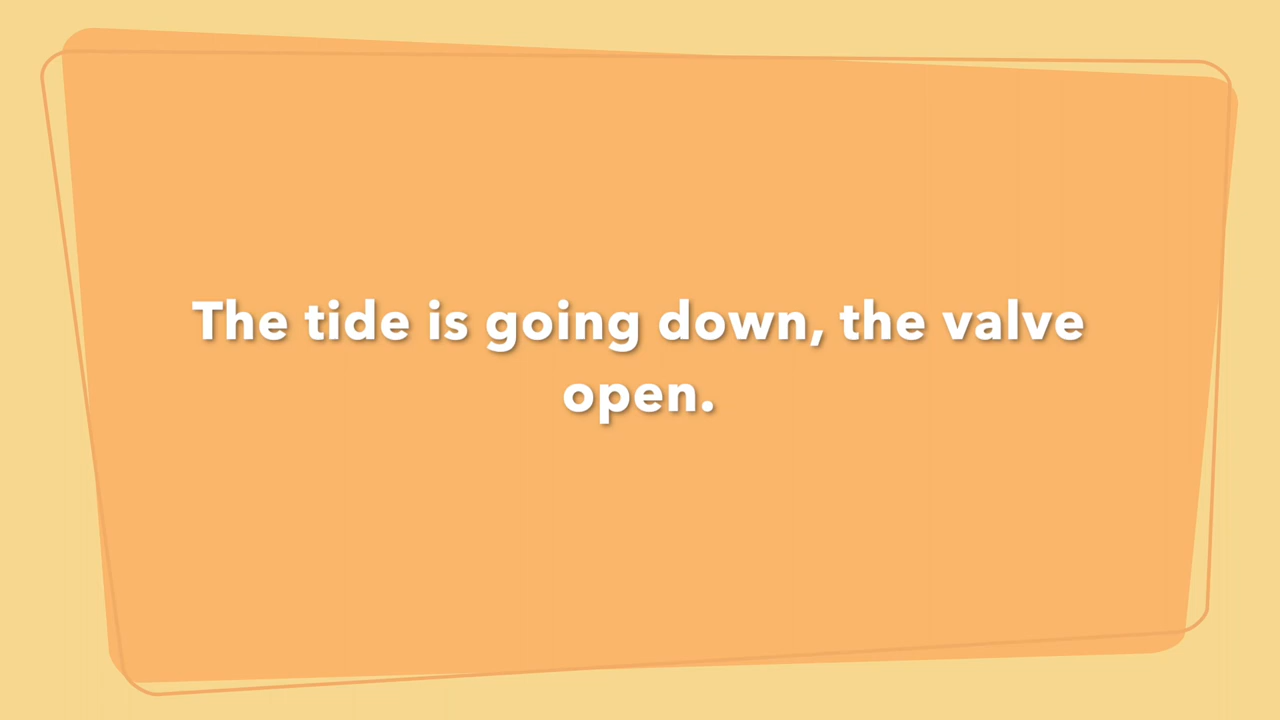 The tide is going down, the valve
open.